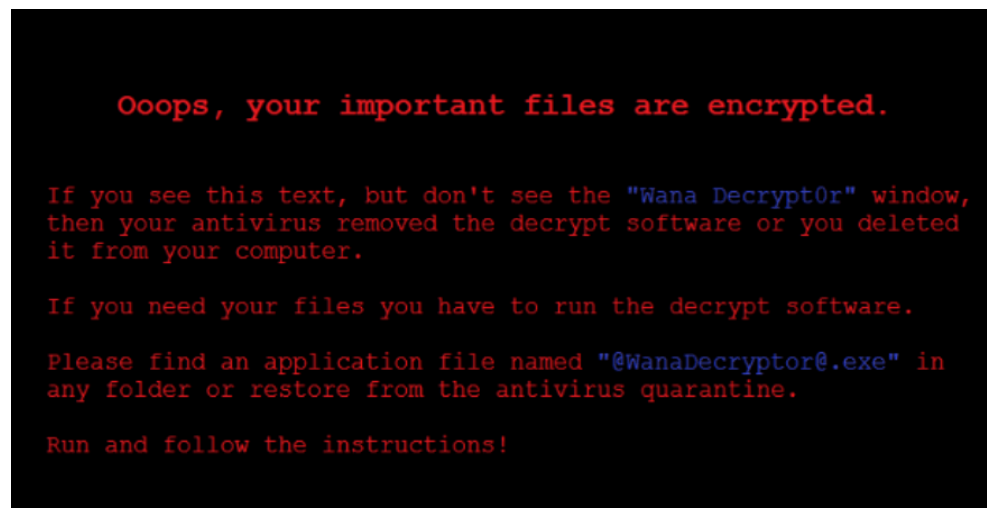 Ooops, your important files are encrypted.
If you see this text, but don't see the "Wana Decrypt0r" window,
then your antivirus removed the decrypt software or you deleted
it from your computer.
If you need your files you have to run the decrypt software.
Please find an application file named "@WanaDecryptor@.exe" in
any folder or restore from the antivirus quarantine.
Run and follow the instructions!